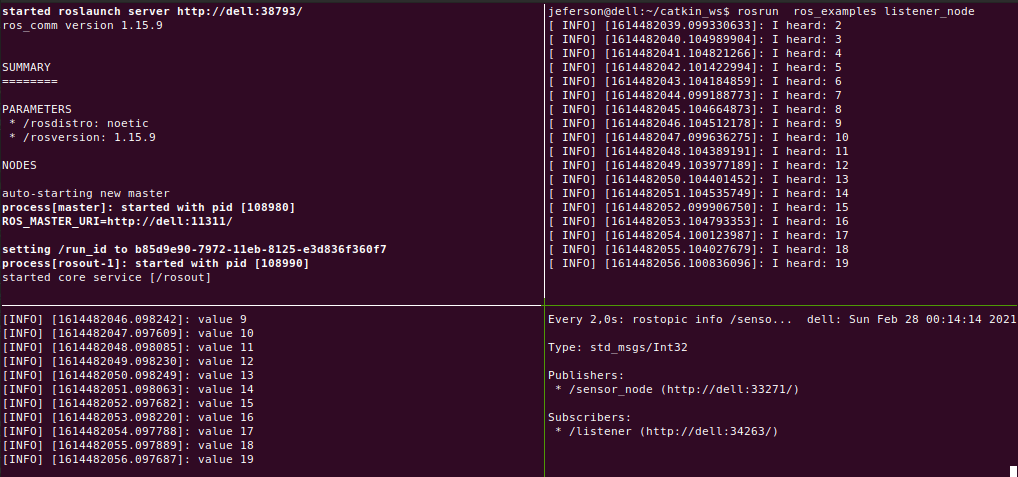 started roslaunch server http://dell:38793/
ros_comm version 1.15.9
SUMMARY
========
PARAMETERS
* /rosdistro: noetic
* /rosversion: 1.15.9
NODES
auto-starting new master
process[master]: started with pid [108980]
ROS_MASTER_URI=http://dell:11311/
setting /run_id to b85d9e90-7972-11eb-8125-e3d836f360f7
process[rosout-1]: started with pid [108990]
started core service [/rosout]
jeferson@dell:~/catkin_ws$ rosrun  ros_examples listener_node
[ INFO] [1614482039.099330633]: I heard: 2
[ INFO] [1614482040.104989904]: I heard: 3
[ INFO] [1614482041.104821266]: I heard: 4
[ INFO] [1614482042.101422994]: I heard: 5
[ INFO] [1614482043.104184859]: I heard: 6
[ INFO] [1614482044.099188773]: I heard: 7
[ INFO] [1614482045.104664873]: I heard: 8
[ INFO] [1614482046.104512178]: I heard: 9
[ INFO] [1614482047.099636275]: I heard: 10
[ INFO] [1614482048.104389191]: I heard: 11
[ INFO] [1614482049.103977189]: I heard: 12
[ INFO] [1614482050.104401452]: I heard: 13
[ INFO] [1614482051.104535749]: I heard: 14
[ INFO] [1614482052.099906750]: I heard: 15
[ INFO] [1614482053.104793353]: I heard: 16
[ INFO] [1614482054.100123987]: I heard: 17
[ INFO] [1614482055.104027679]: I heard: 18
[ INFO] [1614482056.100836096]: I heard: 19
[INFO] [1614482046.098242]: value 9
[INFO] [1614482047.097609]: value 10
[INFO] [1614482048.098085]: value 11
[INFO] [1614482049.098230]: value 12
[INFO] [1614482050.098249]: value 13
[INFO] [1614482051.098063]: value 14
[INFO] [1614482052.097682]: value 15
[INFO] [1614482053.098220]: value 16
[INFO] [1614482054.097788]: value 17
[INFO] [1614482055.097889]: value 18
[INFO] [1614482056.097687]: value 19
Every 2,0s: rostopic info /senso...  dell: Sun Feb 28 00:14:14 2021
Type: std_msgs/Int32
Publishers:
* /sensor_node (http://dell:33271/)
Subscribers:
* /listener (http://dell:34263/)